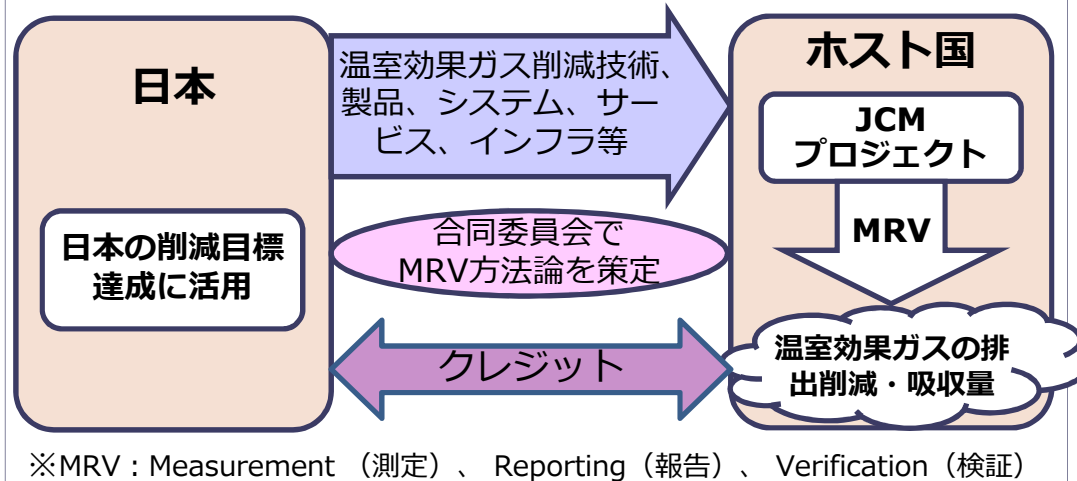 日本
日本の削減目標
達成に活用
温室効果ガス削減技術、
製品、システム、サー
ビス、インフラ等
合同委員会で
MRV方法論を策定
クレジット
ホスト国
JCM
プロジェクト
MRV
温室効果ガスの排
出削減・吸収量
※MRV：Measurement （測定）、 Reporting（報告）、 Verification（検証）